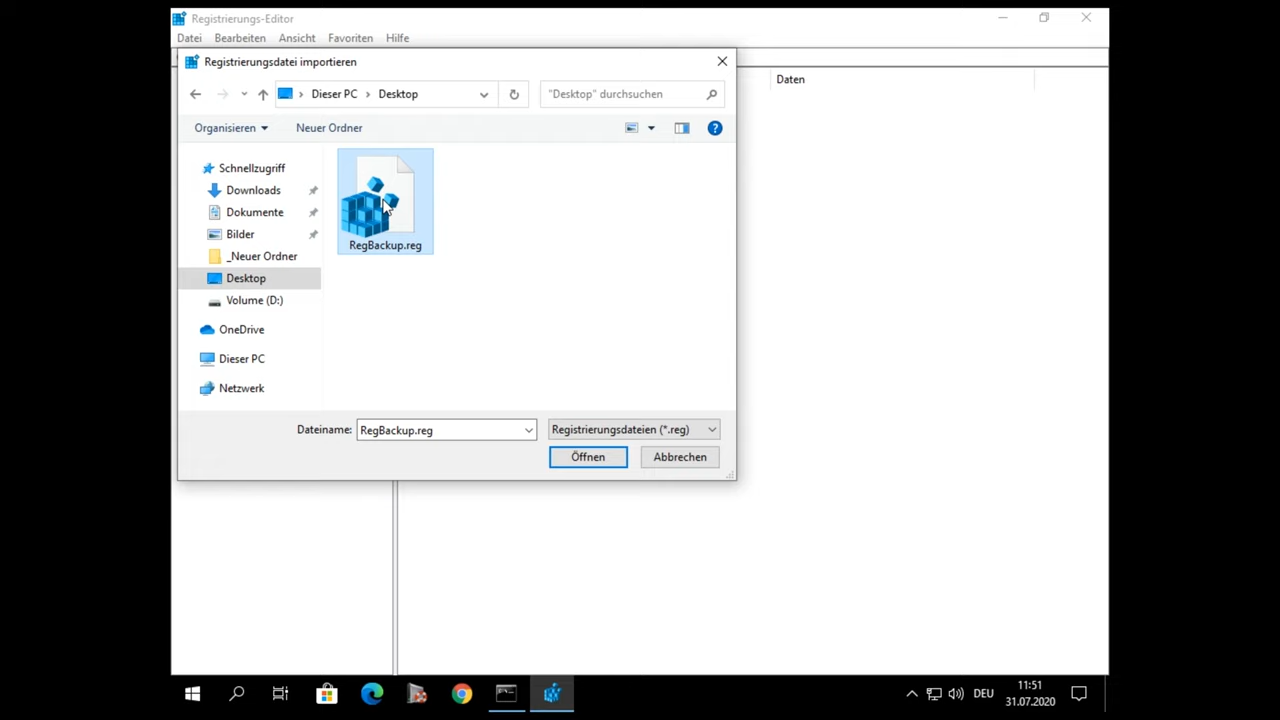 Registrierungs-Editor
Datei Bearbeiten Ansicht Favoriten Hilfe
Registrierungsdatei importieren
Dieser PC > Desktop
"Desktop" durchsuchen
Daten
Organisieren
Neuer Ordner
Schnellzugriff
Downloads
Dokumente
Bilder
_Neuer Ordner
Desktop
Volume (D:)
OneDrive
Dieser PC
Netzwerk
RegBackup.reg
Dateiname: RegBackup.reg
Registrierungsdateien (*.reg)
Öffnen
Abbrechen
DEU
11:51
31.07.2020